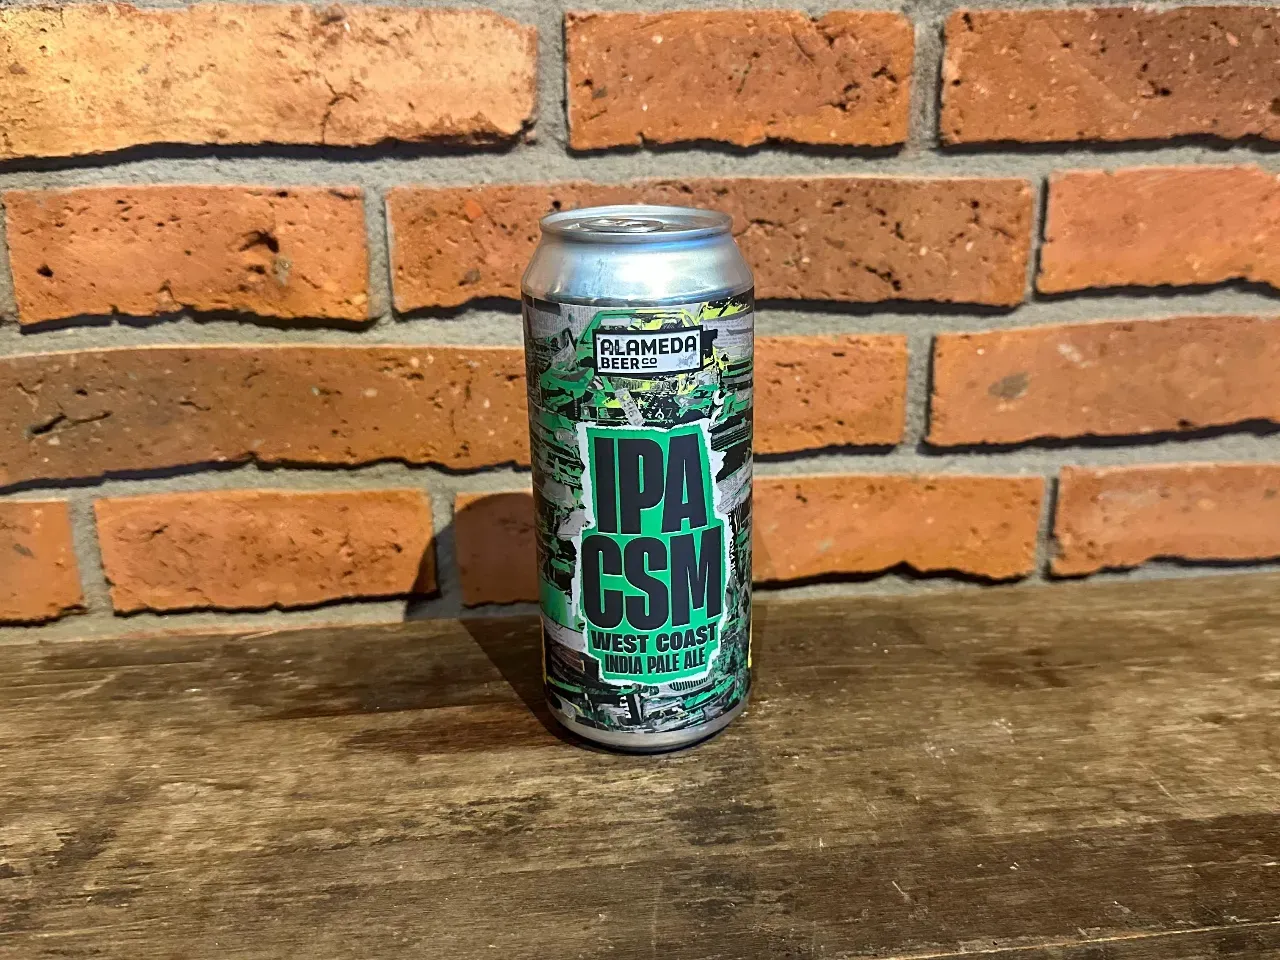 ALAMEDA
BEER CO
IPA
CSM
WEST COAST
INDIA PALE ALE